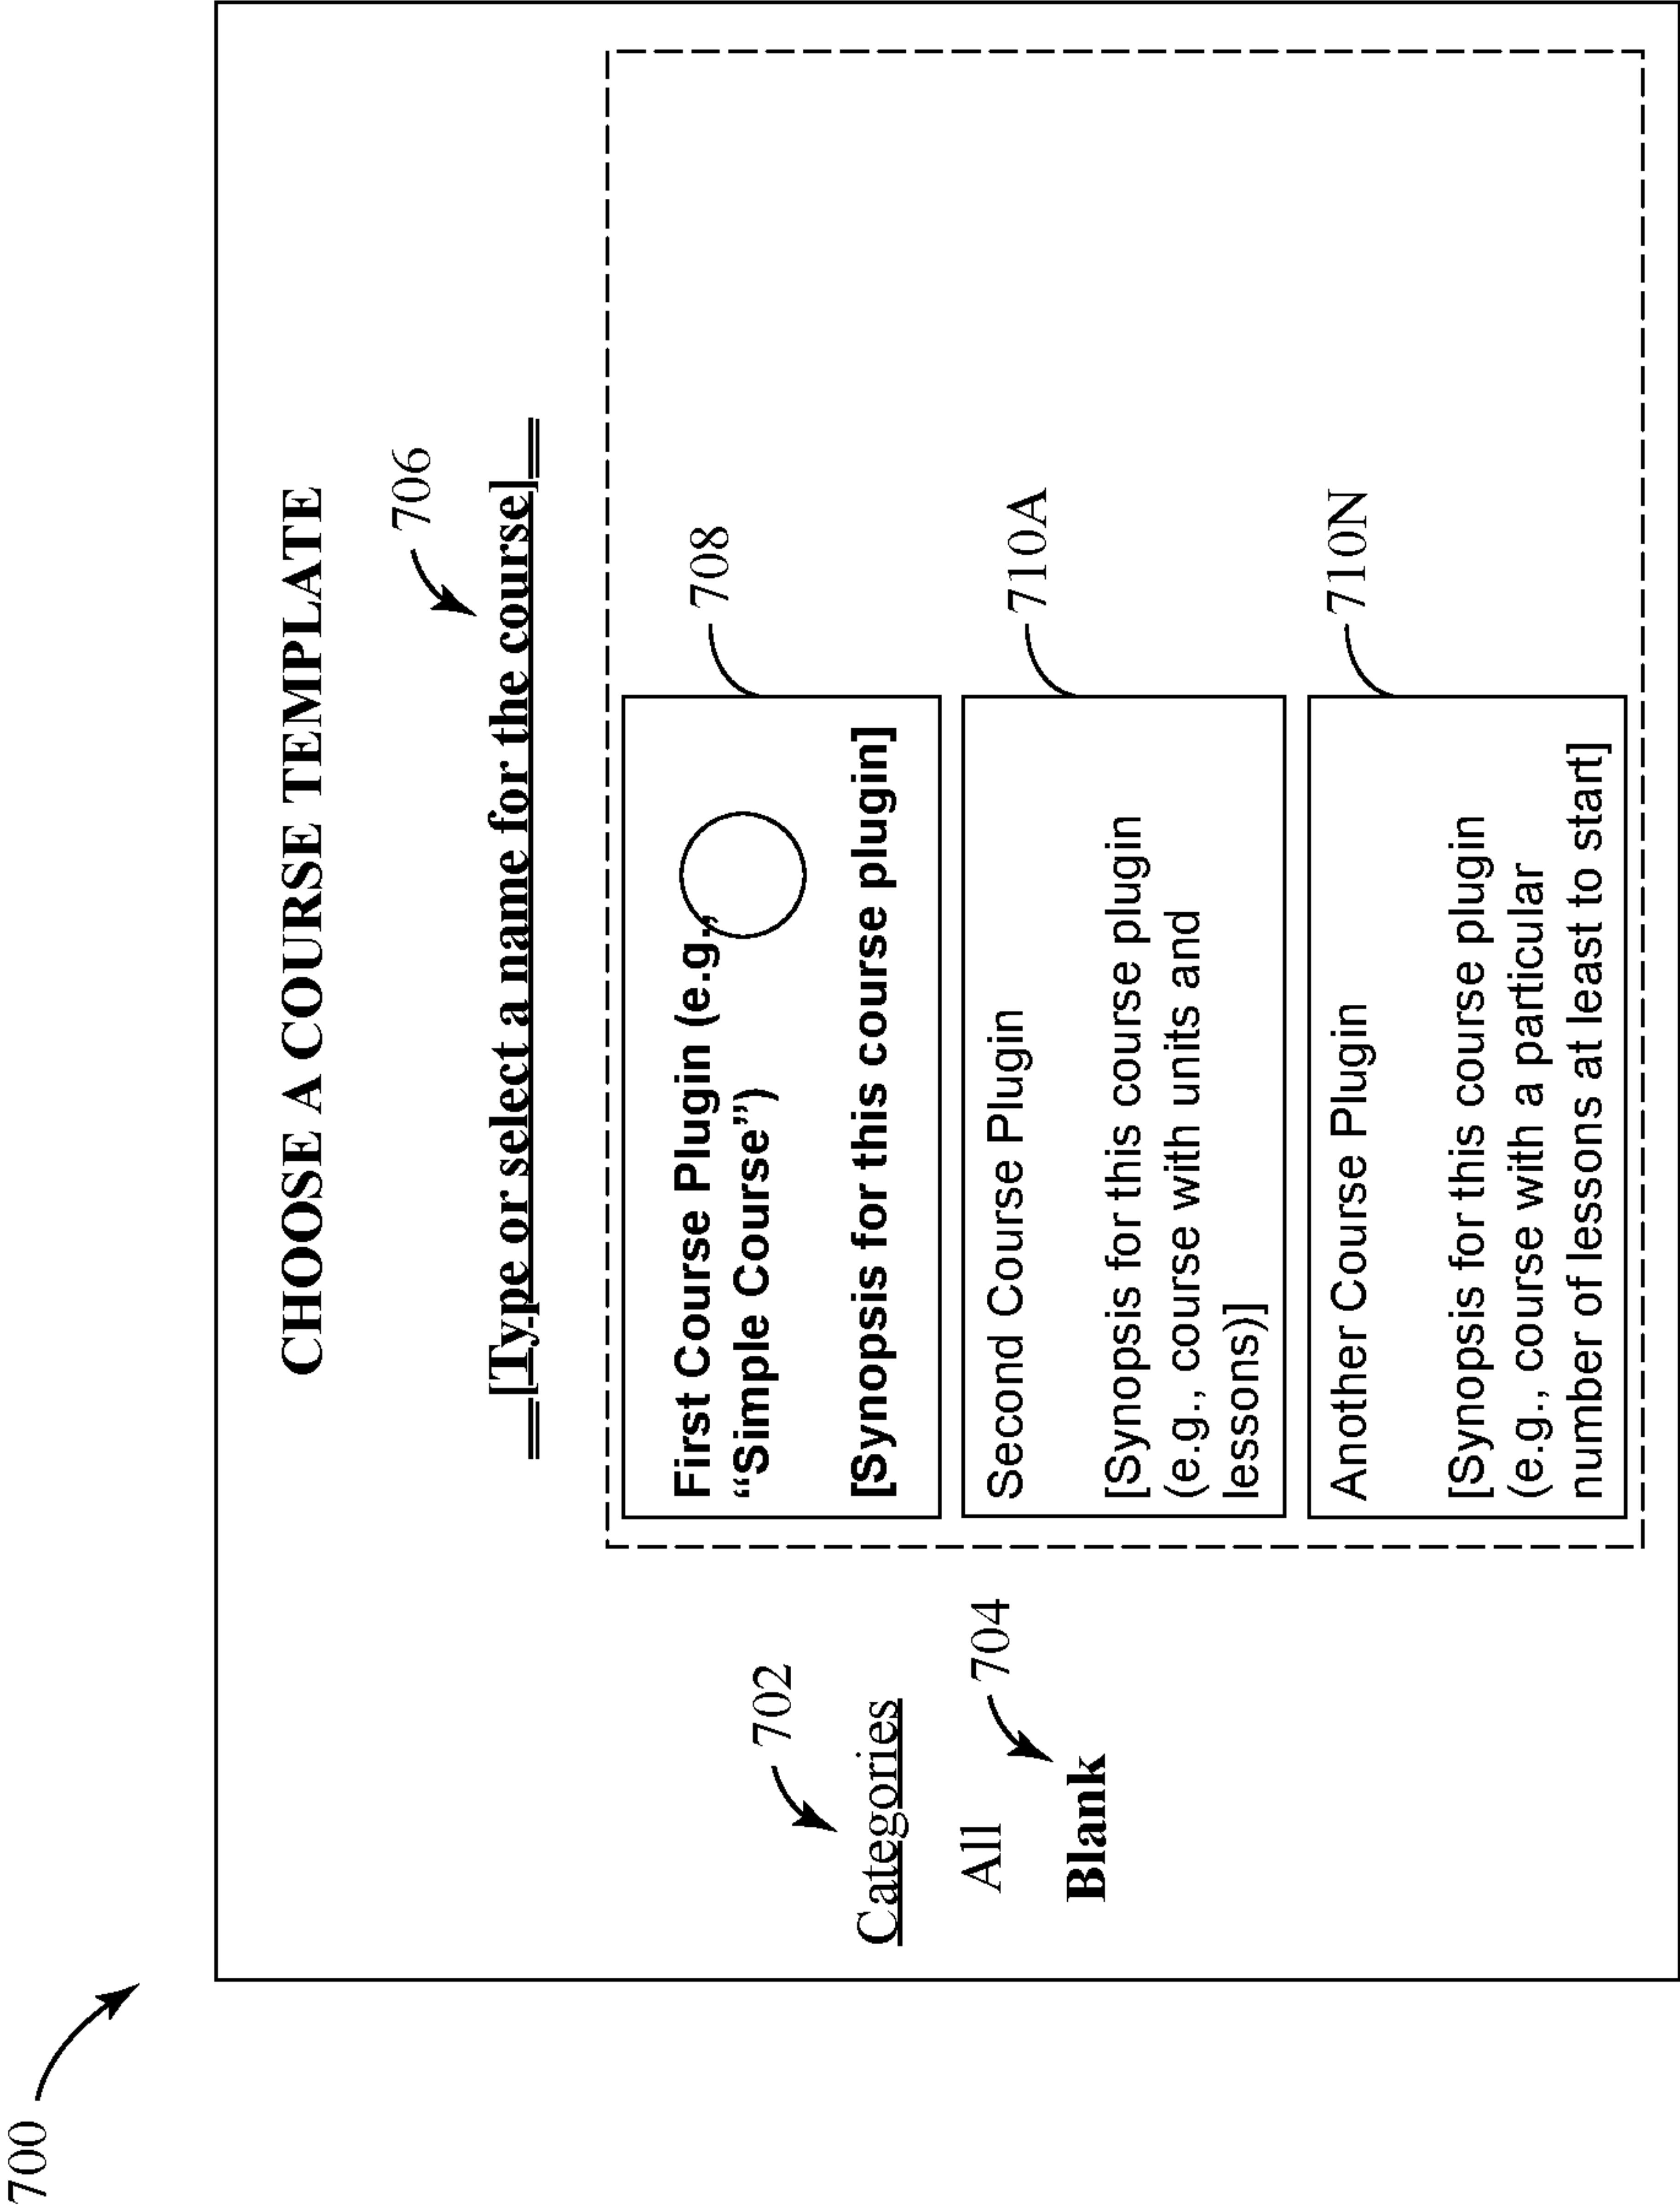 700
CHOOSE A COURSE TEMPLATE
706
[Type or select a name for the course]
702
Categories
All
704
Blank
708
First Course Plugin (e.g.,
“Simple Course”)
[Synopsis for this course plugin]
710A
Second Course Plugin
[Synopsis for this course plugin
(e.g., course with units and
lessons)]
710N
Another Course Plugin
[Synopsis for this course plugin
(e.g., course with a particular
number of lessons at least to start]